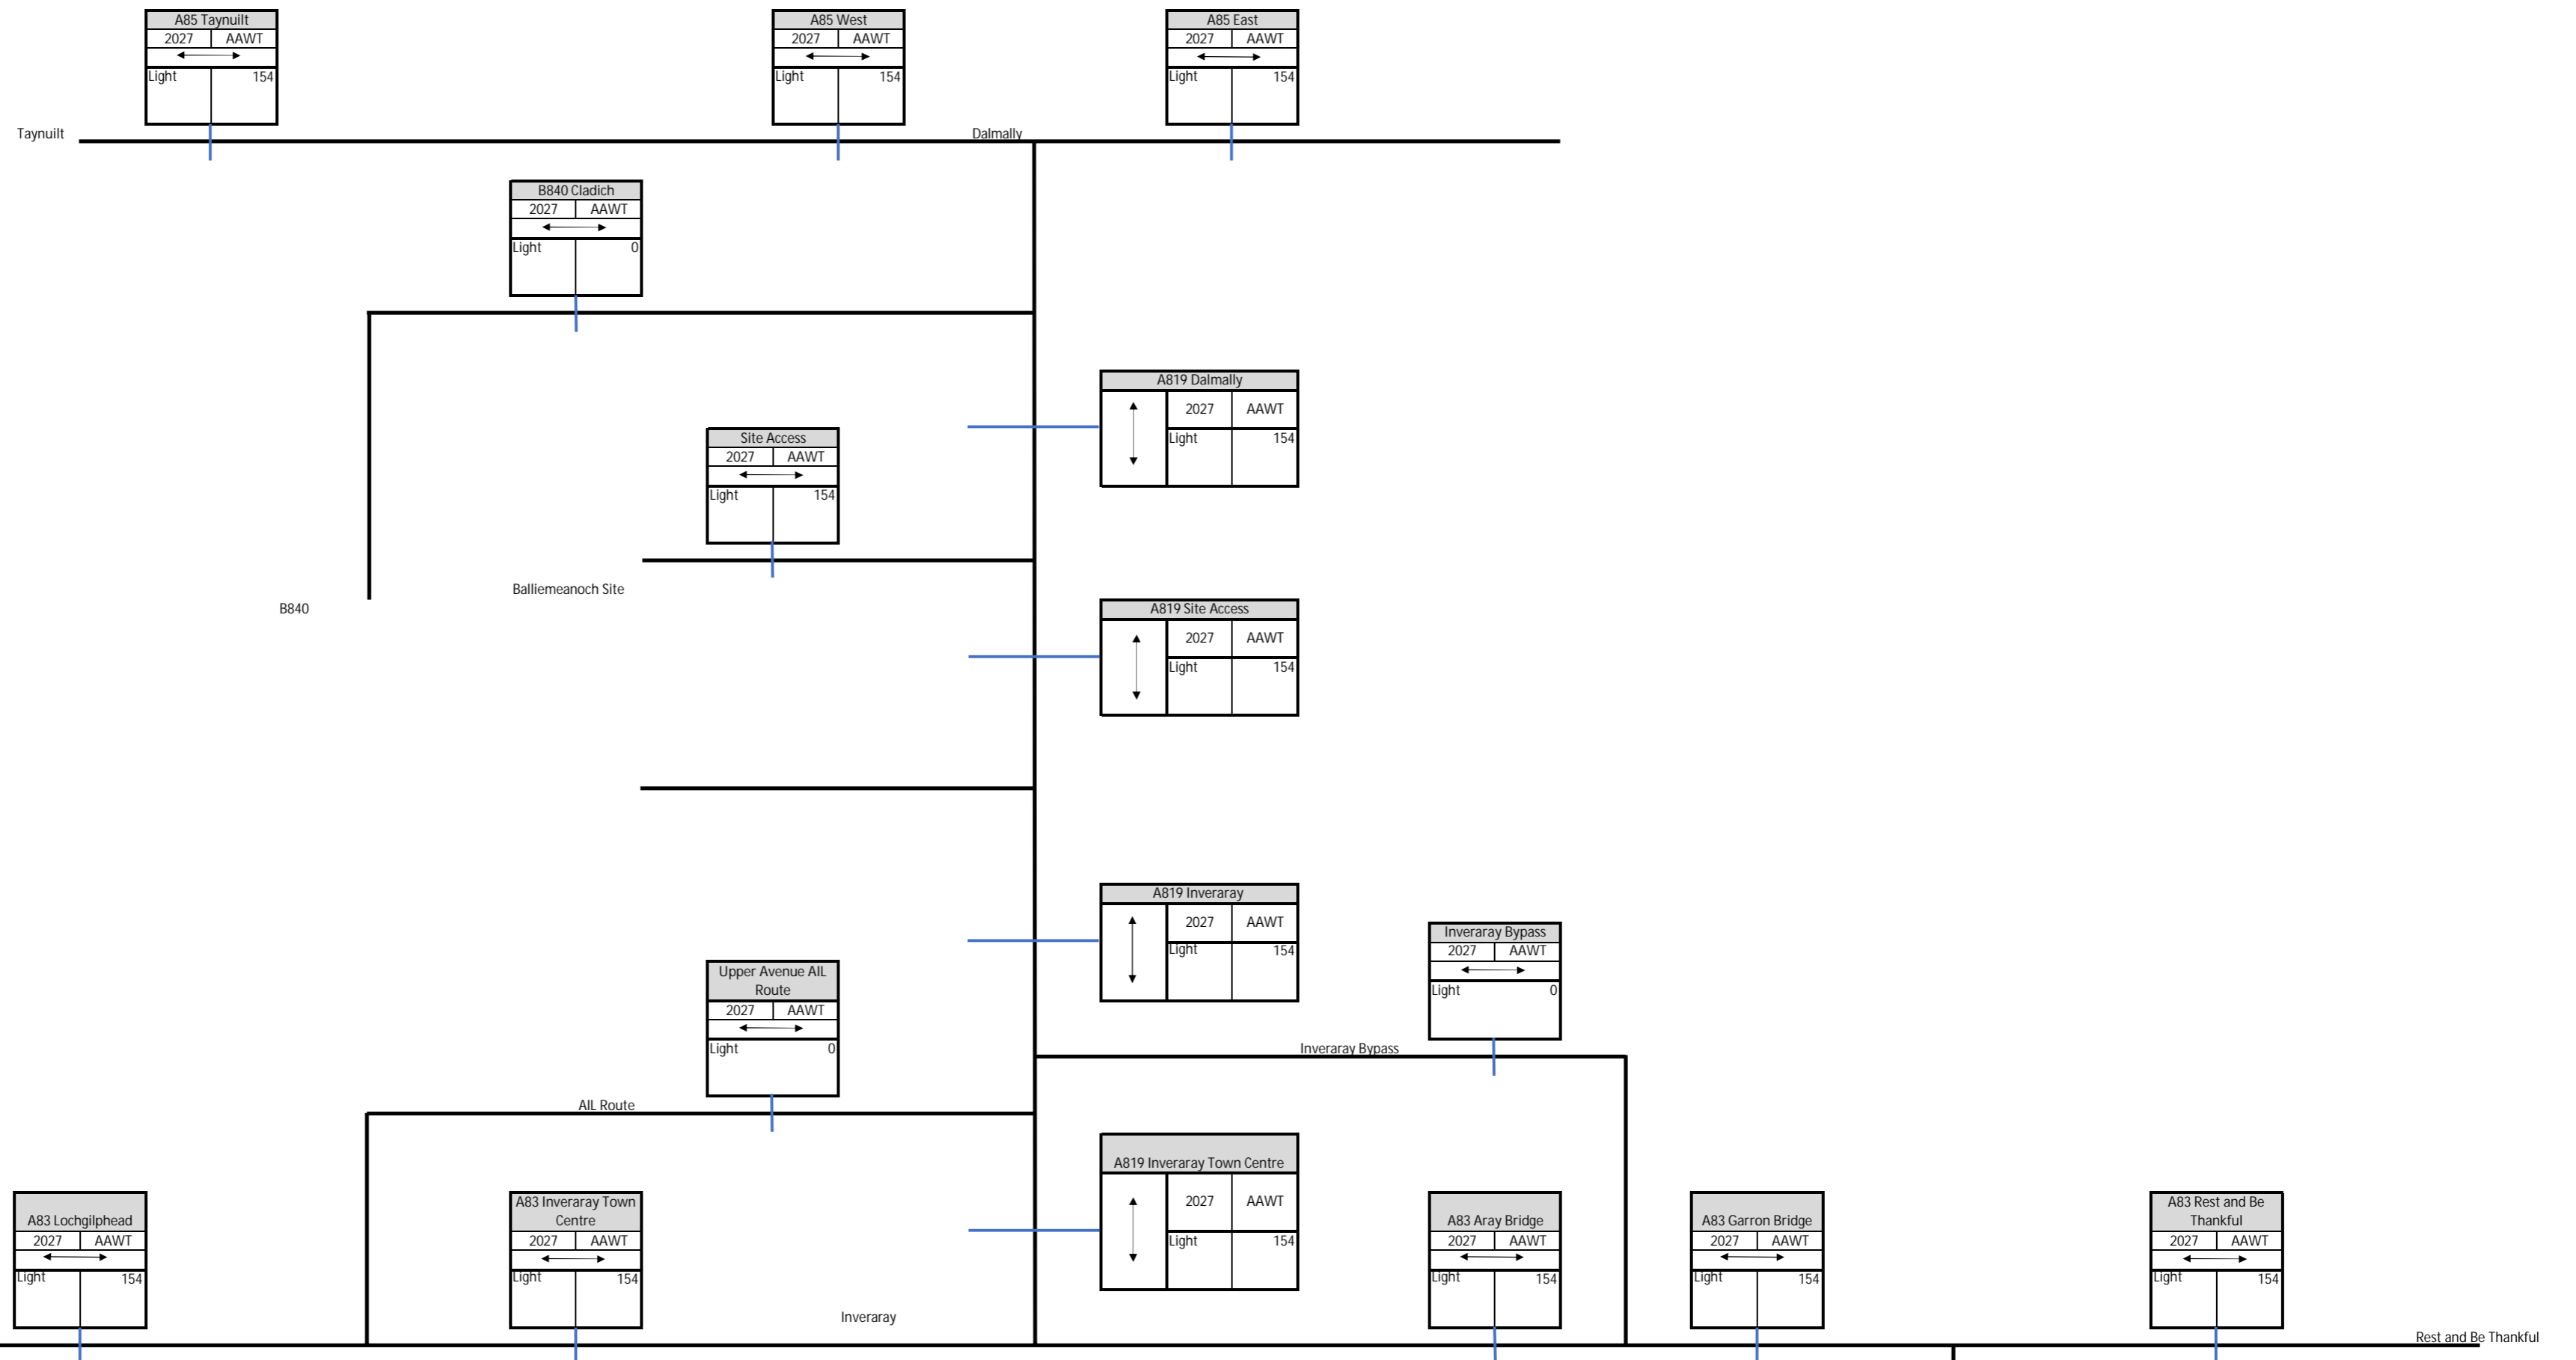 A85 Taynuilt
2027 AAWT
Light 154
A85 West
2027 AAWT
Light 154
A85 East
2027 AAWT
Light 154
Taynuilt
Dalmally
B840 Cladich
2027 AAWT
Light 0
A819 Dalmally
2027 AAWT
Light 154
Site Access
2027 AAWT
Light 154
Balliemeanoch Site
B840
A819 Site Access
2027 AAWT
Light 154
A819 Inveraray
2027 AAWT
Light 154
Inveraray Bypass
2027 AAWT
Light 0
Upper Avenue AIL
Route
2027 AAWT
Light 0
Inveraray Bypass
AIL Route
A819 Inveraray Town Centre
2027 AAWT
Light 154
A83 Lochgilphead
2027 AAWT
Light 154
A83 Inveraray Town
Centre
2027 AAWT
Light 154
A83 Aray Bridge
2027 AAWT
Light 154
A83 Garron Bridge
2027 AAWT
Light 154
A83 Rest and Be
Thankful
2027 AAWT
Light 154
Inveraray
Rest and Be Thankful